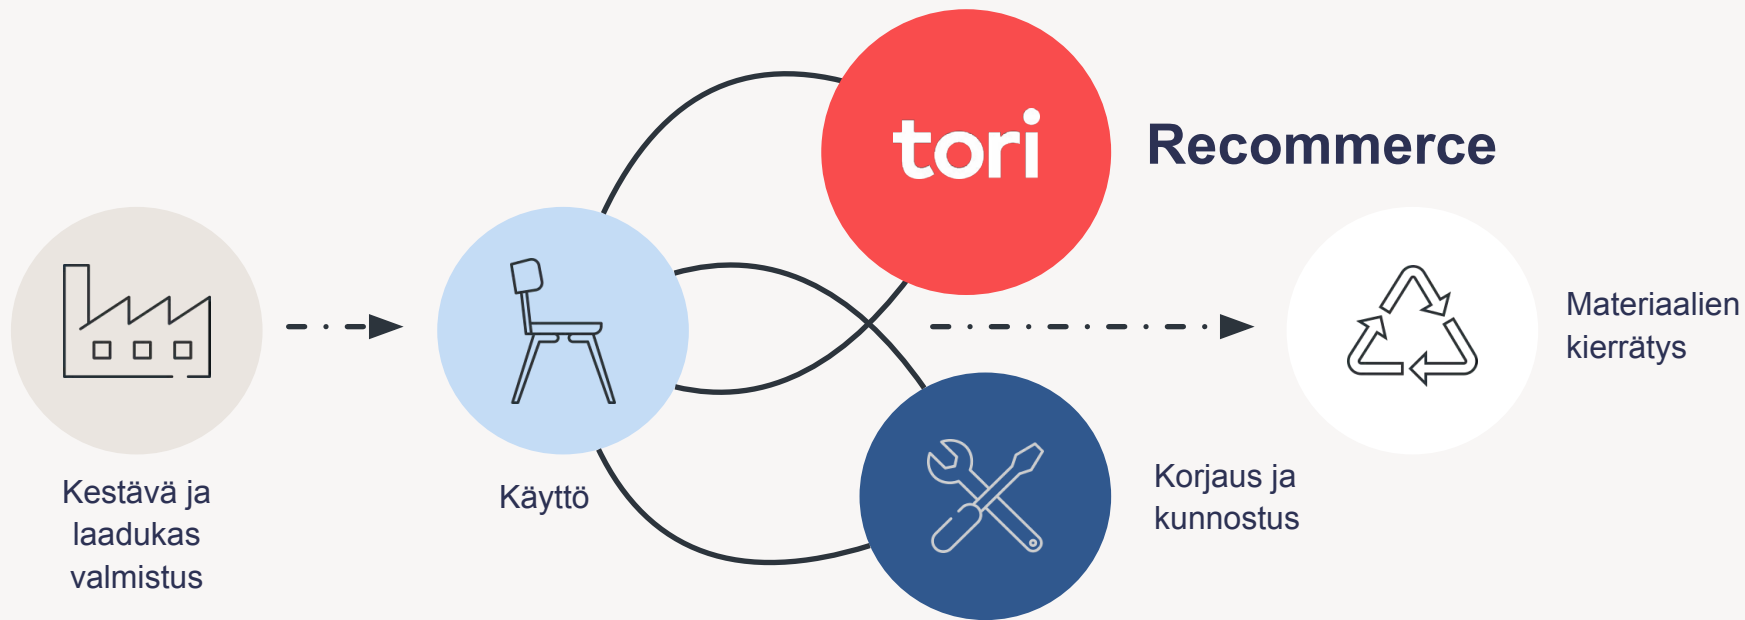 tori
Recommerce
Kestävä ja
laadukas
valmistus
Käyttö
Korjaus ja
kunnostus
Materiaalien
kierrätys